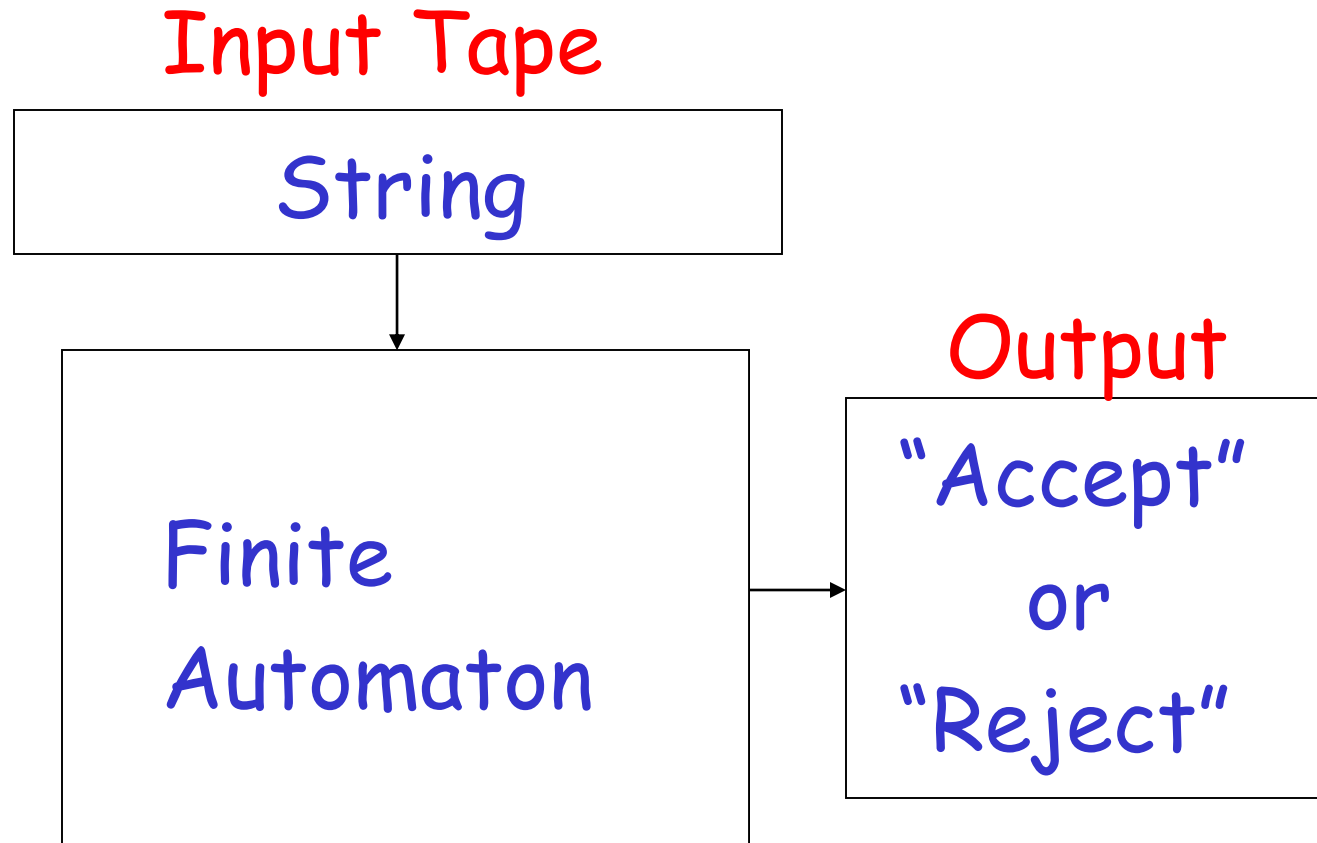 Input Tape
String
Finite
Automaton
Output
“Accept”
or
“Reject”